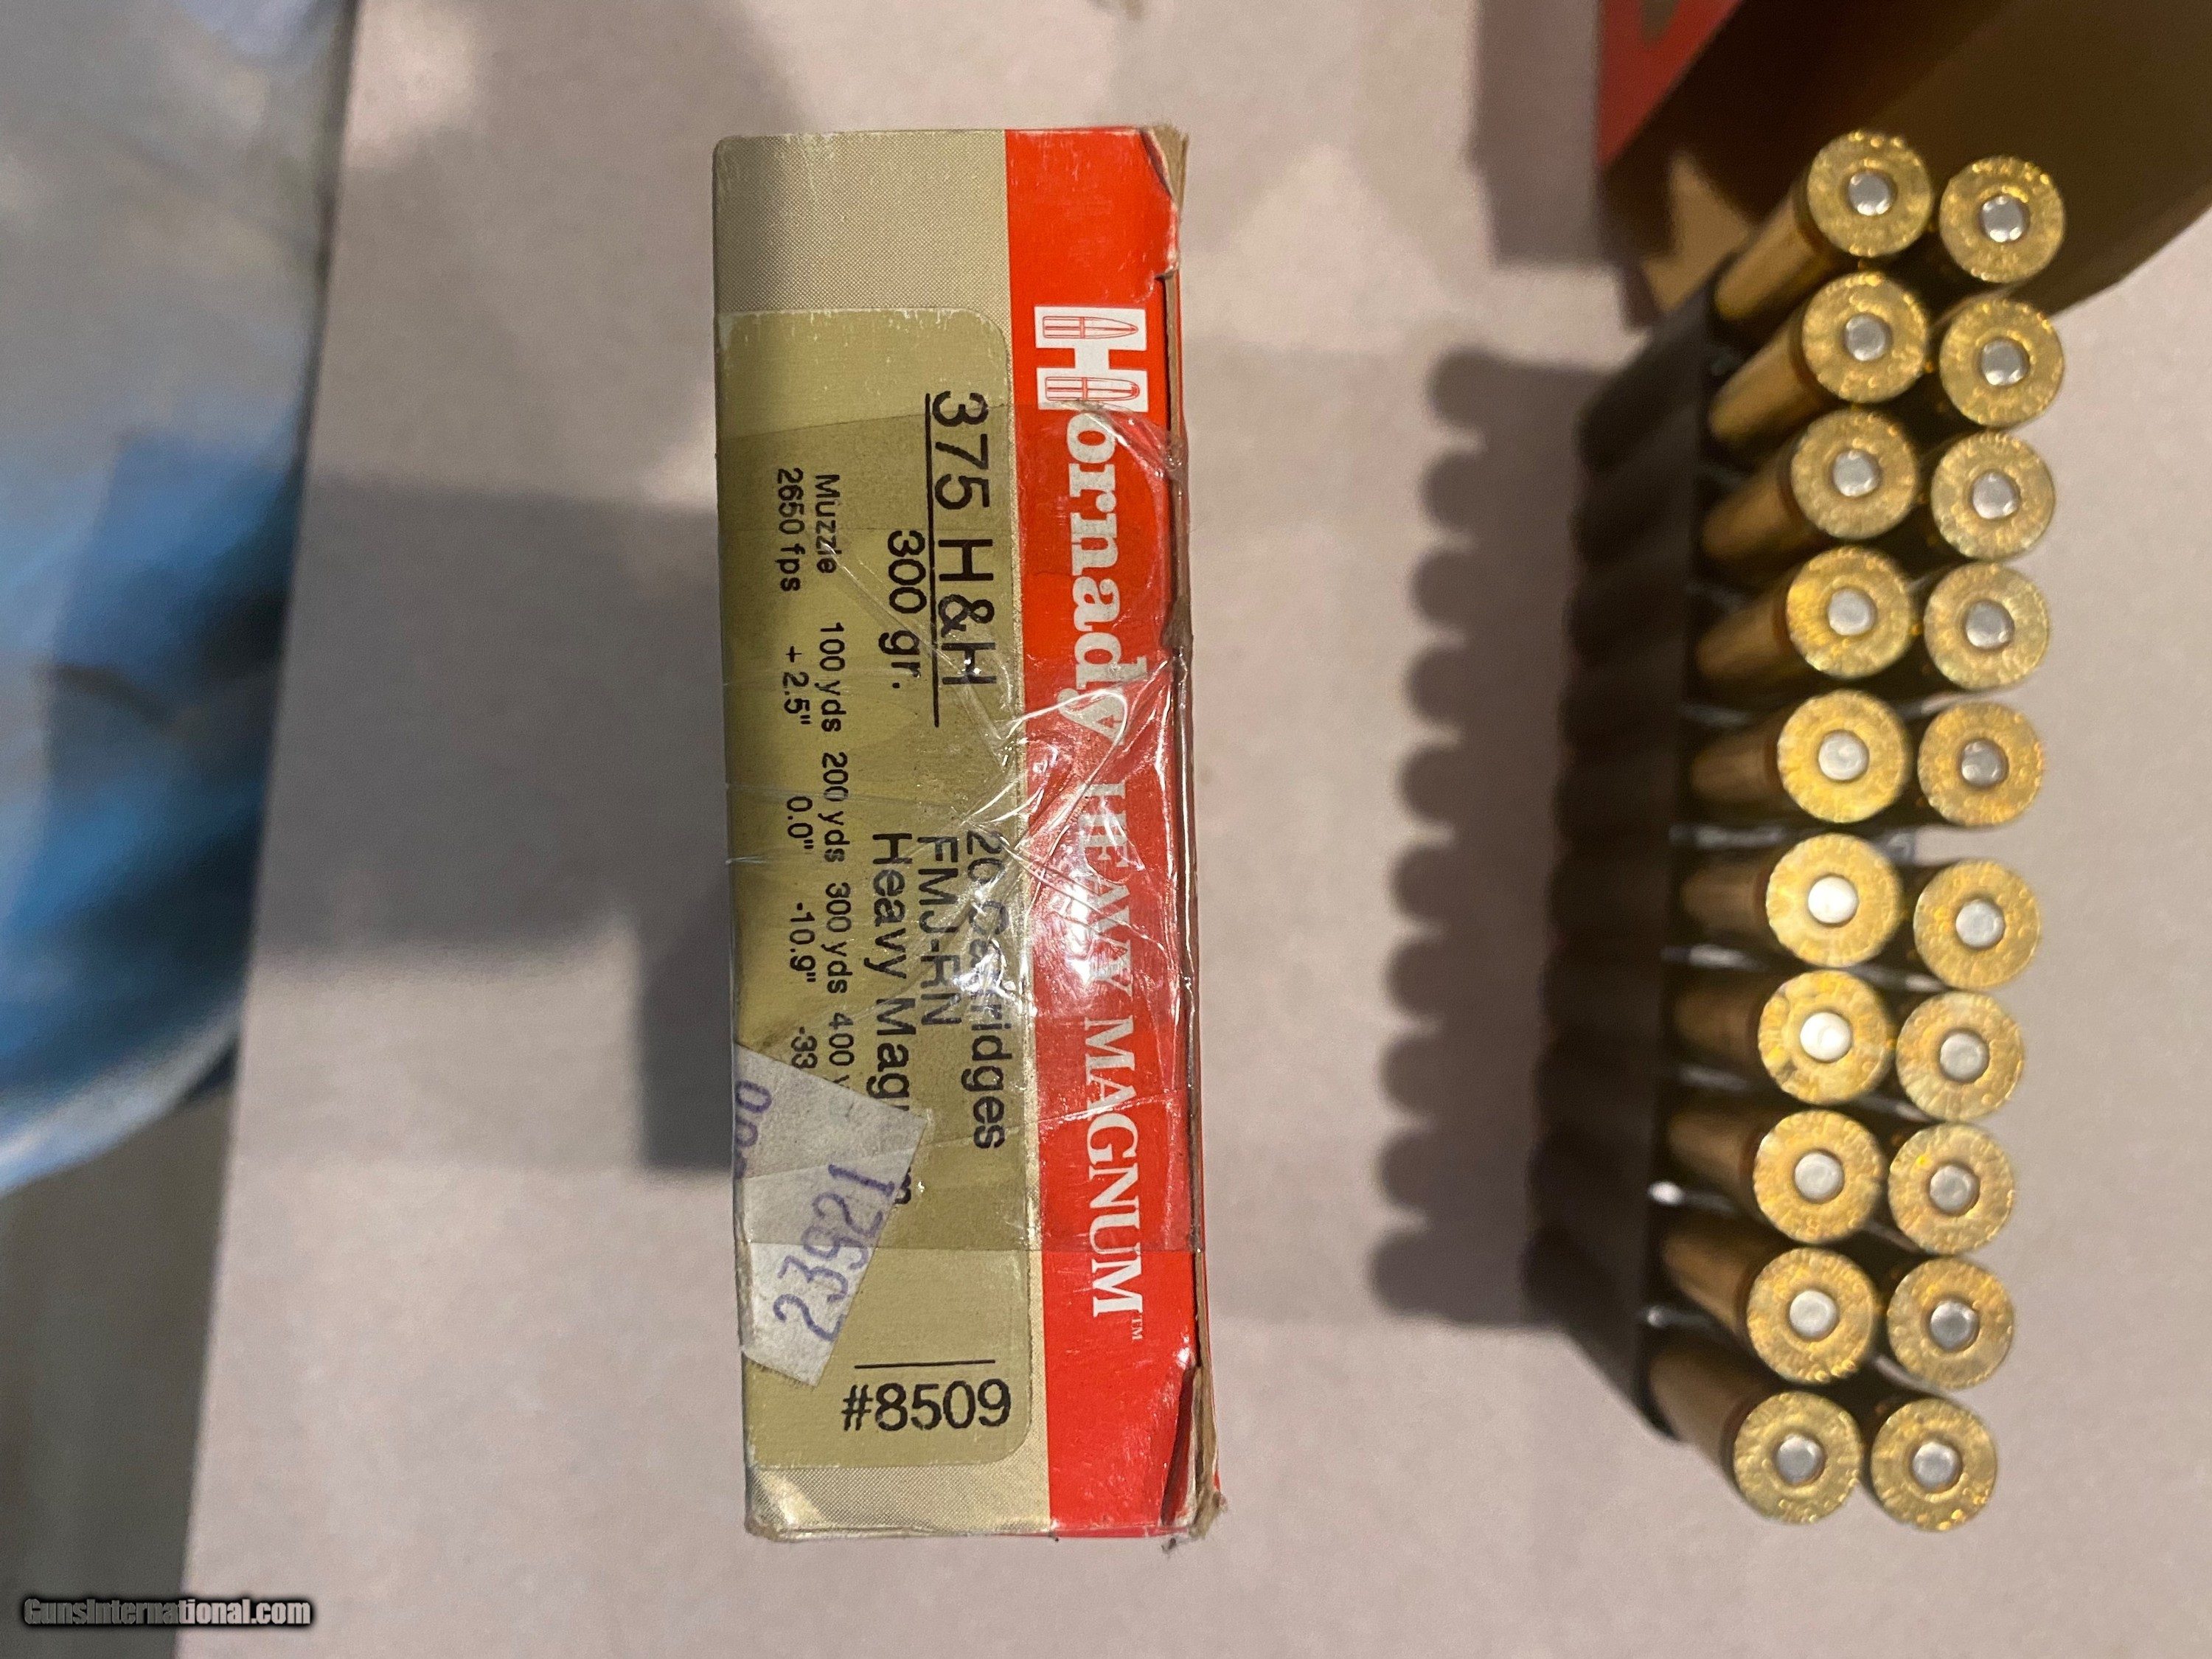 Hornady HEAVY MAGNUM™
375 H&H
300 gr.
20 Cartridges
FMJ-RN
Heavy Mag
#8509
Muzzle 100 yds 200 yds 300 yds 400 y
2650 fps +2.5" 0.0" -10.9" -33
23921
GunsInternational.com